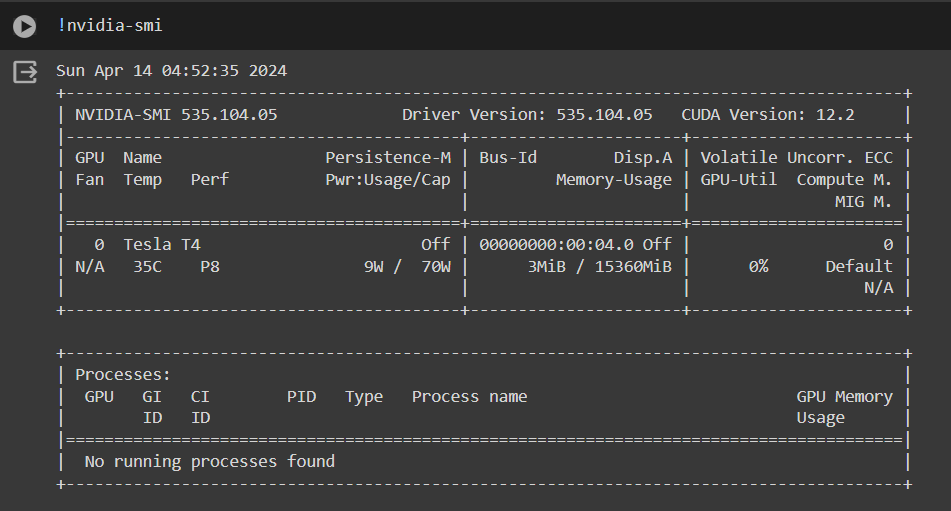 !nvidia-smi
Sun Apr 14 04:52:35 2024
+---------------------------------------------------------------------------------------+
| NVIDIA-SMI 535.104.05             Driver Version: 535.104.05   CUDA Version: 12.2     |
|-----------------------------------------+----------------------+----------------------+
| GPU  Name                 Persistence-M | Bus-Id        Disp.A | Volatile Uncorr. ECC |
| Fan  Temp   Perf          Pwr:Usage/Cap |         Memory-Usage | GPU-Util  Compute M. |
|                                         |                      |               MIG M. |
|=========================================+======================+======================|
|   0  Tesla T4                       Off | 00000000:00:04.0 Off |                    0 |
| N/A   35C    P8               9W /  70W |      3MiB / 15360MiB |      0%      Default |
|                                         |                      |                  N/A |
+-----------------------------------------+----------------------+----------------------+
+---------------------------------------------------------------------------------------+
| Processes:                                                                            |
|  GPU   GI   CI        PID   Type   Process name                            GPU Memory |
|        ID   ID                                                             Usage      |
|=======================================================================================|
|  No running processes found                                                           |
+---------------------------------------------------------------------------------------+